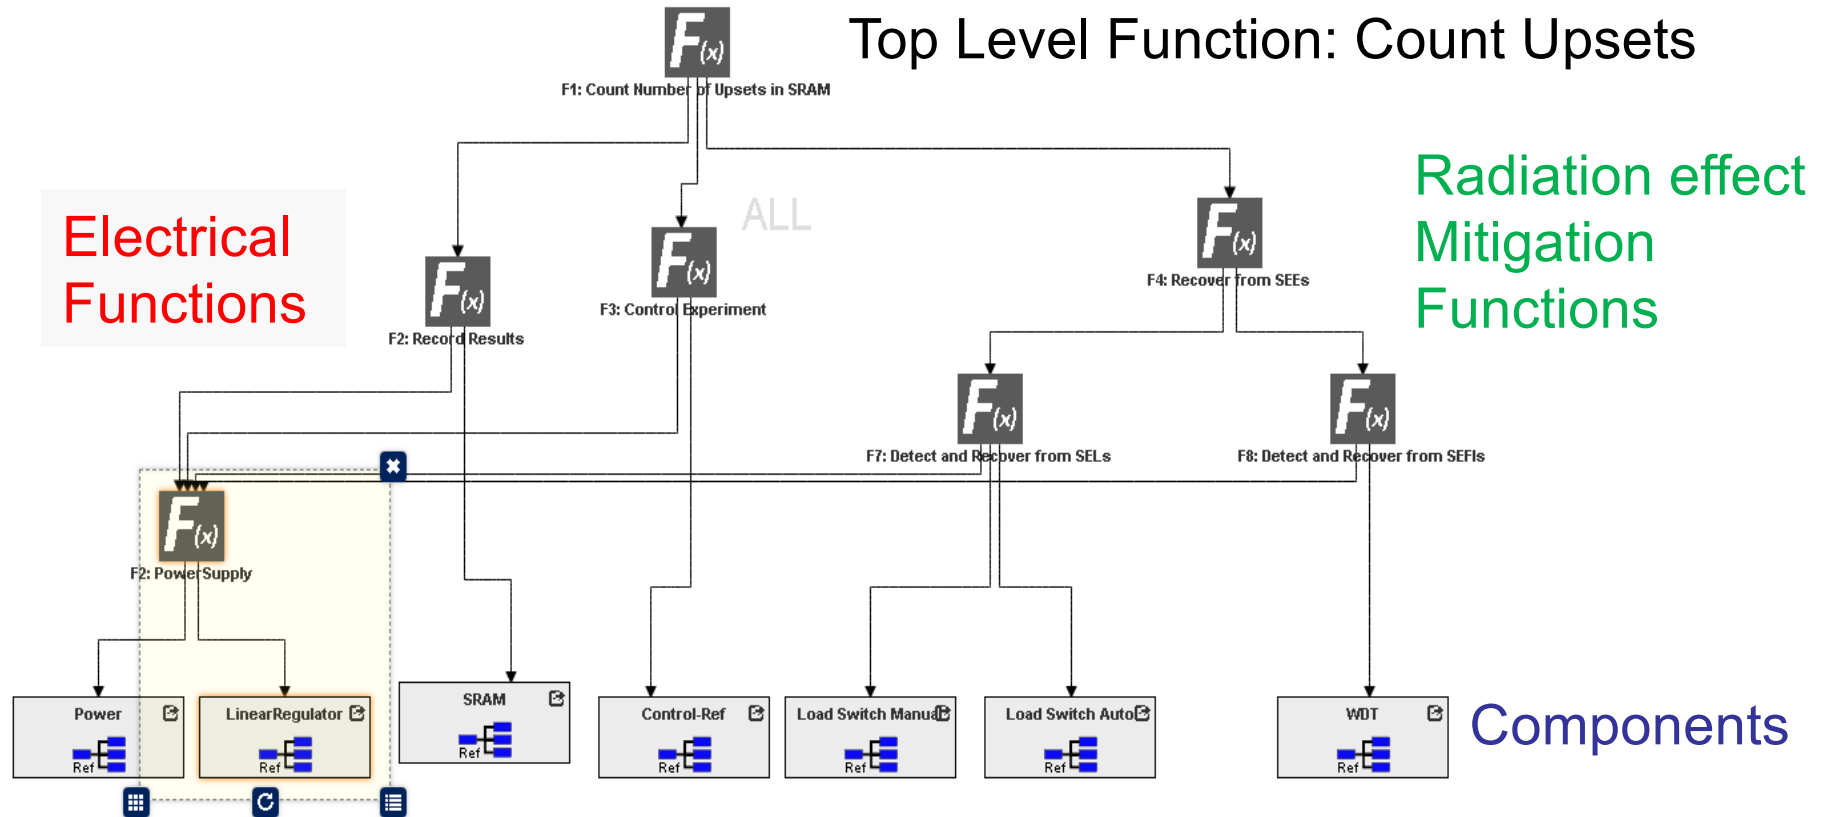 Top Level Function: Count Upsets
F(x)
F1: Count Number of Upsets in SRAM
Radiation effect
Mitigation
Functions
Electrical
Functions
ALL
F(x)
F4: Recover from SEEs
F(x)
F3: Control Experiment
F(x)
F2: Record Results
F(x)
F7: Detect and Recover from SELs
F(x)
F8: Detect and Recover from SEFIs
F(x)
F2: PowerSupply
Power
Ref
LinearRegulator
Ref
SRAM
Ref
Control-Ref
Ref
Load Switch Manual
Ref
Load Switch Auto
Ref
WDT
Ref
Components